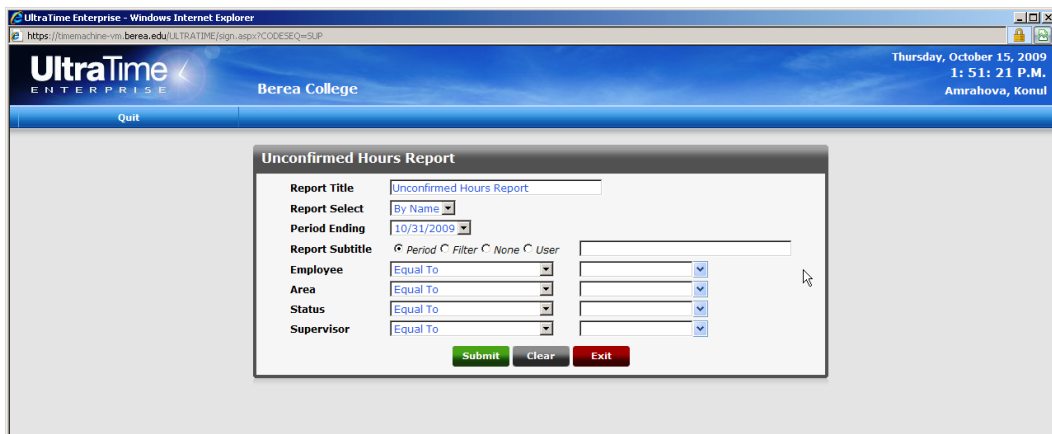 UltraTime Enterprise - Windows Internet Explorer
https://timemachine-vm.berea.edu/ULTRATIME/sign.aspx?CODESEQ=SUP
UltraTime
ENTERPRISE
Berea College
Thursday, October 15, 2009
1: 51: 21 P.M.
Amrahova, Konul
Quit
Unconfirmed Hours Report
Report Title Unconfirmed Hours Report
Report Select By Name
Period Ending 10/31/2009
Report Subtitle Period Filter None User
Employee Equal To
Area Equal To
Status Equal To
Supervisor Equal To
Submit Clear Exit